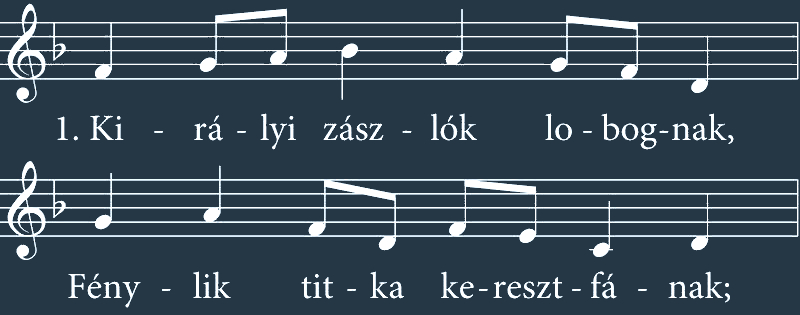 1. Ki - rá - lyi zász - lók lo - bog-nak,
Fény - lik tit - ka ke-reszt - fá - nak;